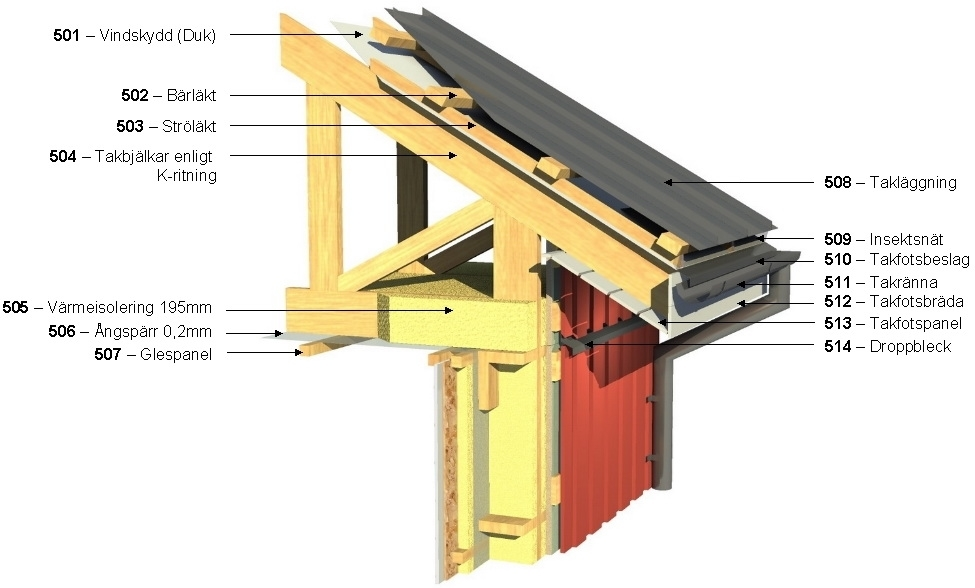 501 – Vindskydd (Duk)
502 – Bärläkt
503 – Ströläkt
504 – Takbjälkar enligt
K-ritning
505 – Värmeisolering 195mm
506 – Ångspärr 0,2mm
507 – Glespanel
508 – Takläggning
509 – Insektsnät
510 – Takfotsbeslag
511 – Takränna
512 – Takfotsbräda
513 – Takfotspanel
514 – Droppbleck